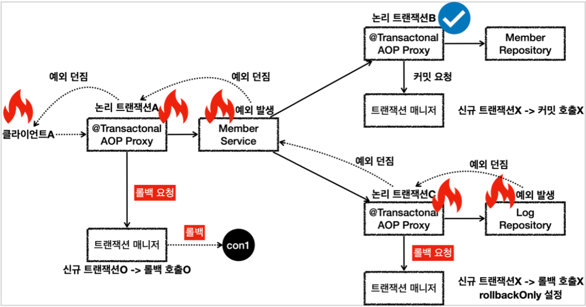 논리 트랜잭션B
@Transactonal
AOP Proxy
Member
Repository
예외 던짐
예외 던짐
커밋 요청
논리 트랜잭션A
예외 발생
트랜잭션 매니저
신규 트랜잭션X -> 커밋 호출X
클라이언트A
@Transactonal
AOP Proxy
Member
Service
예외 던짐
예외 던짐
논리 트랜잭션C
예외 발생
롤백 요청
@Transactonal
AOP Proxy
Log
Repository
트랜잭션 매니저
롤백
con1
롤백 요청
신규 트랜잭션O -> 롤백 호출O
트랜잭션 매니저
신규 트랜잭션X -> 롤백 호출X
rollbackOnly 설정